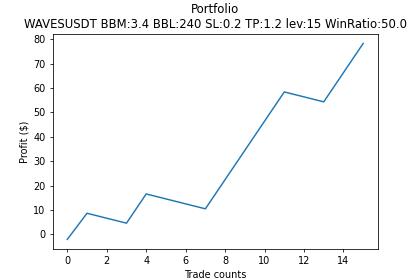 Portfolio
WAVESUSDT BBM:3.4 BBL:240 SL:0.2 TP:1.2 lev:15 WinRatio:50.0
80
70
60
50
40
30
20
10
0
Profit ($)
0 2 4 6 8 10 12 14
Trade counts